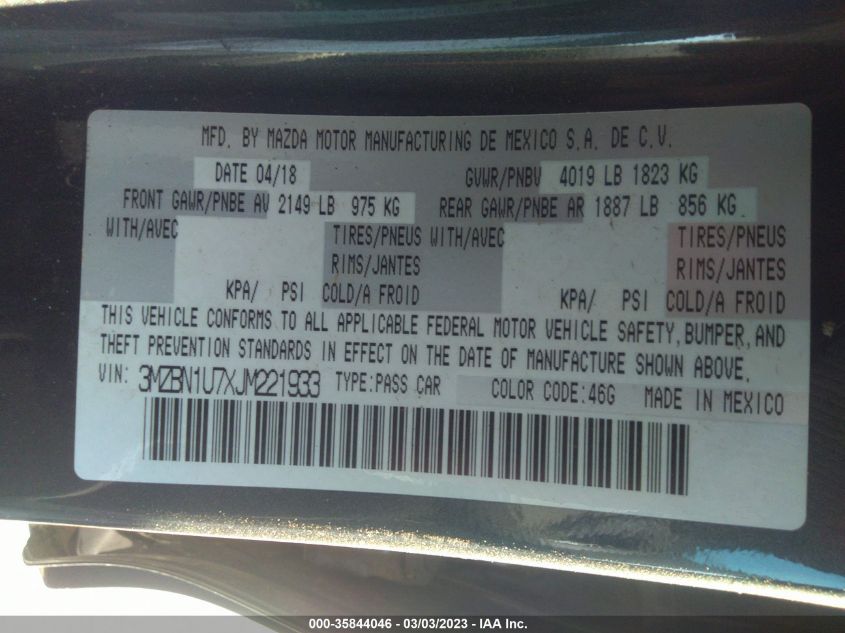 MFD. BY MAZDA MOTOR MANUFACTURING DE MEXICO S.A. DE C.V.
DATE 04/18 GVWR/PNBV 4019 LB 1823 KG
FRONT GAWR/PNBE AV 2149 LB 975 KG REAR GAWR/PNBE AR 1887 LB 856 KG
WITH/AVEC TIRES/PNEUS WITH/AVEC TIRES/PNEUS
RIMS/JANTES RIMS/JANTES
KPA/ PSI COLD/A FROID KPA/ PSI COLD/A FROID
THIS VEHICLE CONFORMS TO ALL APPLICABLE FEDERAL MOTOR VEHICLE SAFETY, BUMPER, AND
THEFT PREVENTION STANDARDS IN EFFECT ON THE DATE OF MANUFACTURE SHOWN ABOVE.
VIN: 3MZBN1U7XJM221933 TYPE:PASS CAR COLOR CODE:46G MADE IN MEXICO
000-35844046 - 03/03/2023 - IAA Inc.